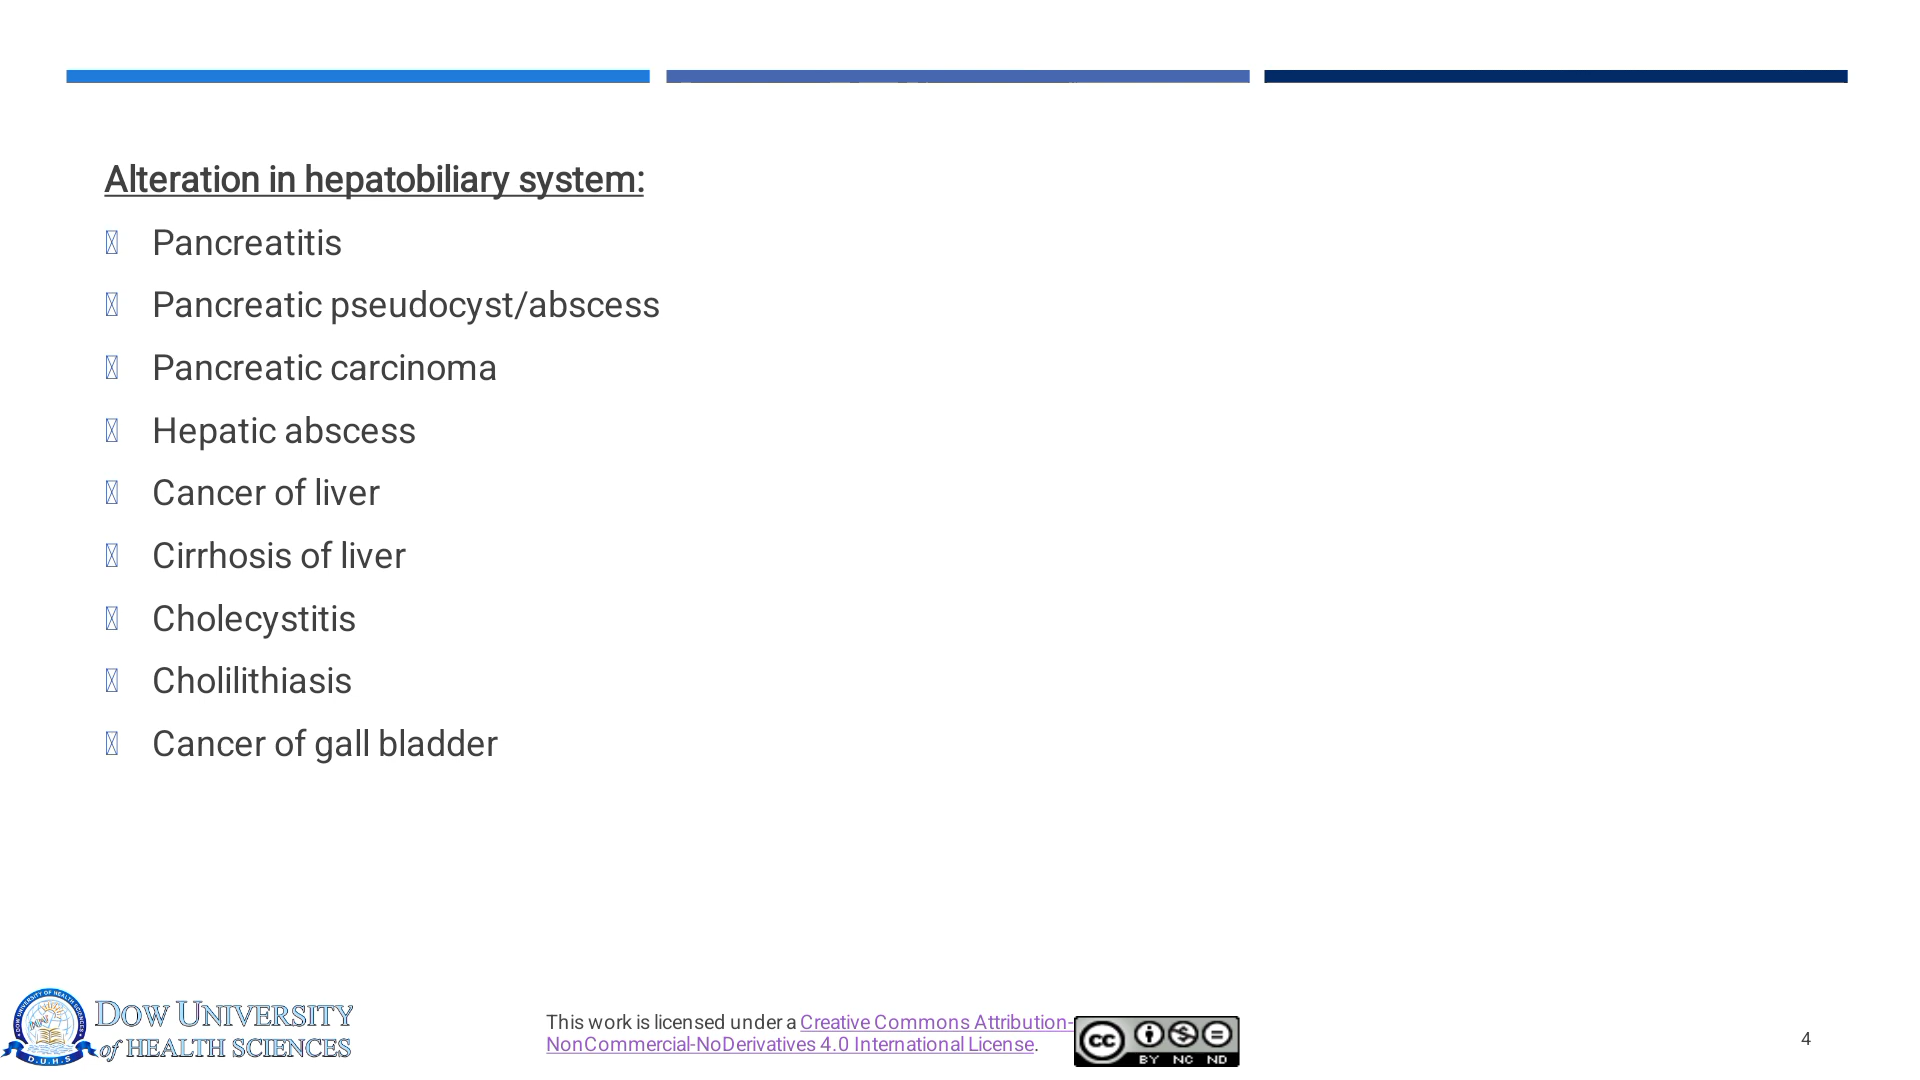 Alteration in hepatobiliary system:
Pancreatitis
Pancreatic pseudocyst/abscess
Pancreatic carcinoma
Hepatic abscess
Cancer of liver
Cirrhosis of liver
Cholecystitis
Cholilithiasis
Cancer of gall bladder
DOW UNIVERSITY
of HEALTH SCIENCES
D.U.H.S
This work is licensed under a Creative Commons Attribution-
NonCommercial-NoDerivatives 4.0 International License.
cc
BY NC ND
4